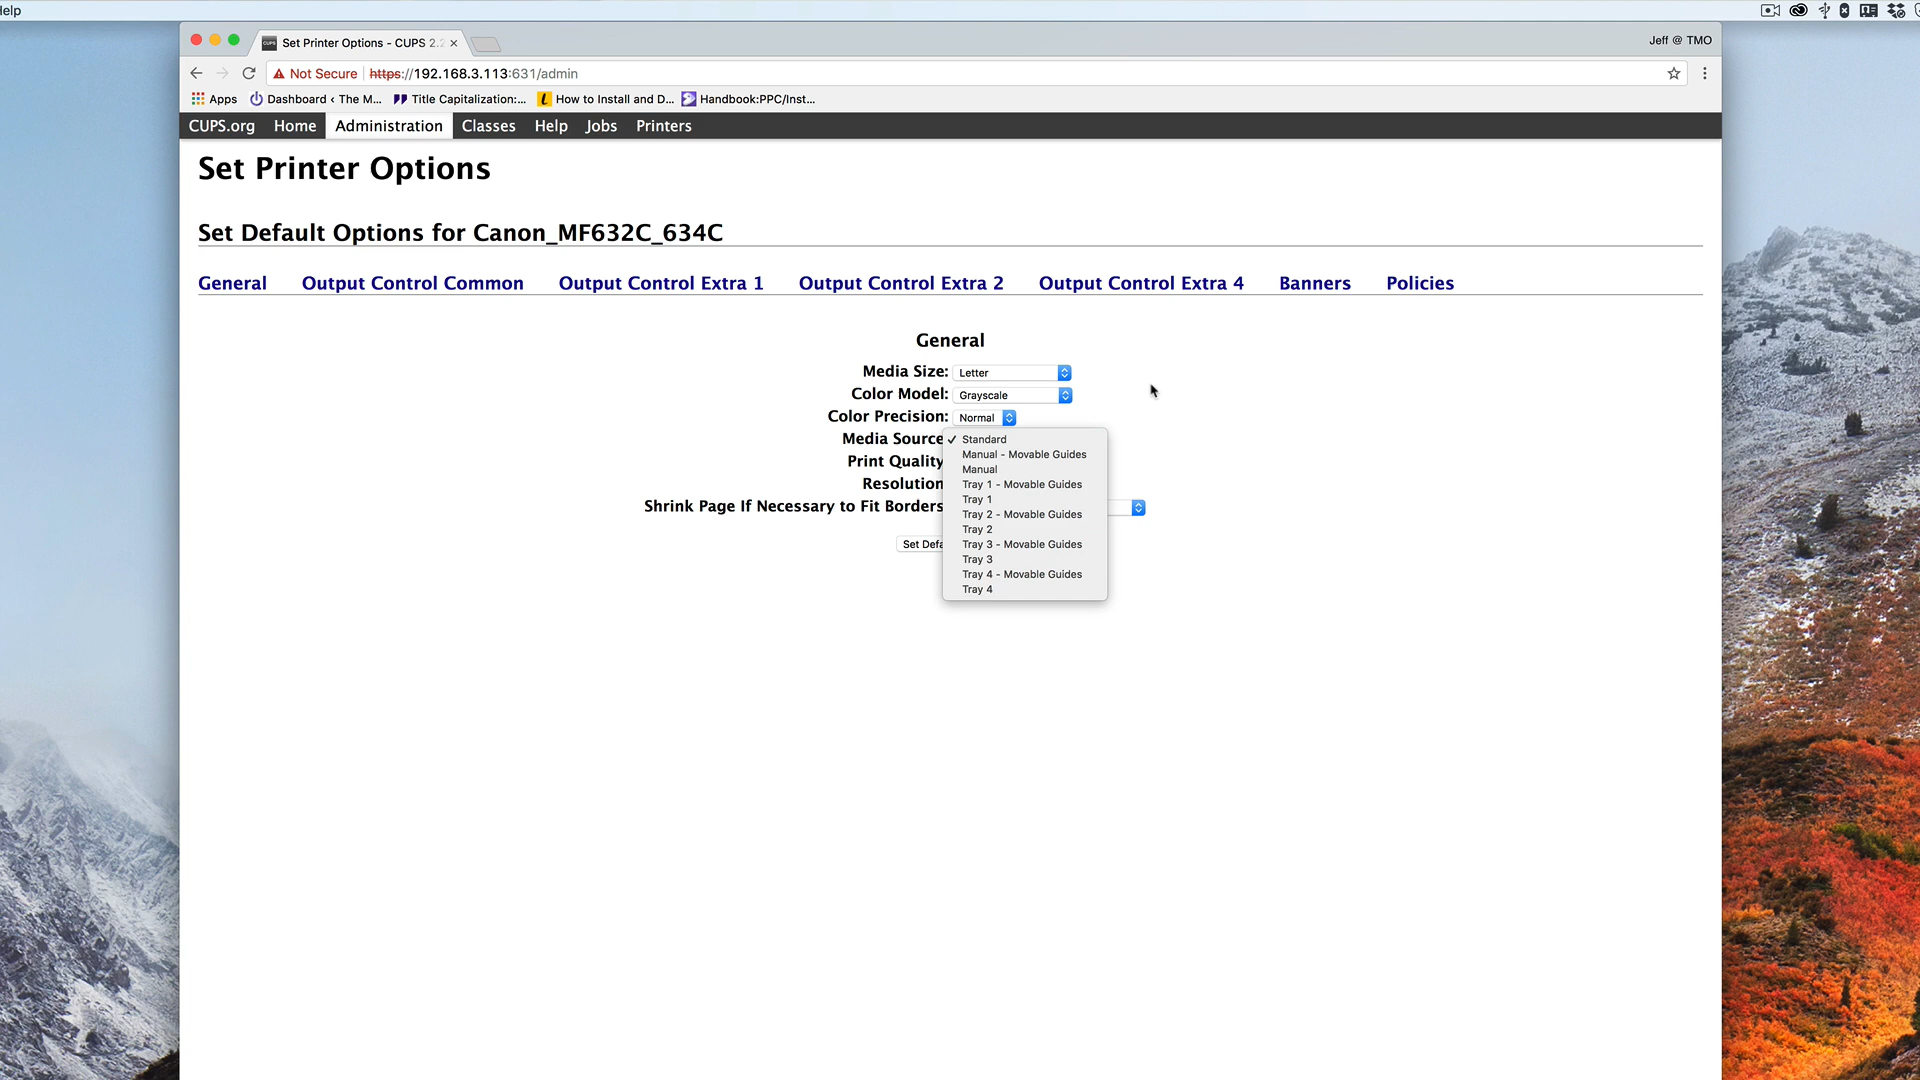 Help
Set Printer Options - CUPS 2.2
Jeff @ TMO
Not Secure https://192.168.3.113:631/admin
Apps Dashboard ‹ The M... Title Capitalization:... How to Install and D... Handbook:PPC/Inst...
CUPS.org Home Administration Classes Help Jobs Printers
Set Printer Options
Set Default Options for Canon_MF632C_634C
General Output Control Common Output Control Extra 1 Output Control Extra 2 Output Control Extra 4 Banners Policies
General
Media Size: Letter
Color Model: Grayscale
Color Precision: Normal
Media Source ✓ Standard
Manual - Movable Guides
Print Quality
Manual
Resolution
Tray 1 - Movable Guides
Tray 1
Shrink Page If Necessary to Fit Borders
Tray 2 - Movable Guides
Tray 2
Set Defa
Tray 3 - Movable Guides
Tray 3
Tray 4 - Movable Guides
Tray 4